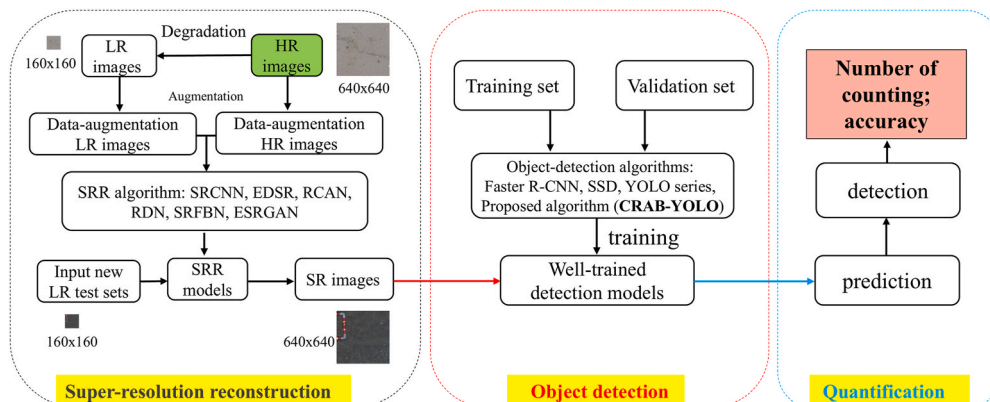 Degradation
LR
images
HR
images
160x160
640x640
Augmentation
Data-augmentation
LR images
Data-augmentation
HR images
SRR algorithm: SRCNN, EDSR, RCAN,
RDN, SRFBN, ESRGAN
Input new
LR test sets
SRR
models
SR images
160x160
640x640
Super-resolution reconstruction
Training set
Validation set
Object-detection algorithms:
Faster R-CNN, SSD, YOLO series,
Proposed algorithm (CRAB-YOLO)
training
Well-trained
detection models
Object detection
Number of
counting;
accuracy
detection
prediction
Quantification